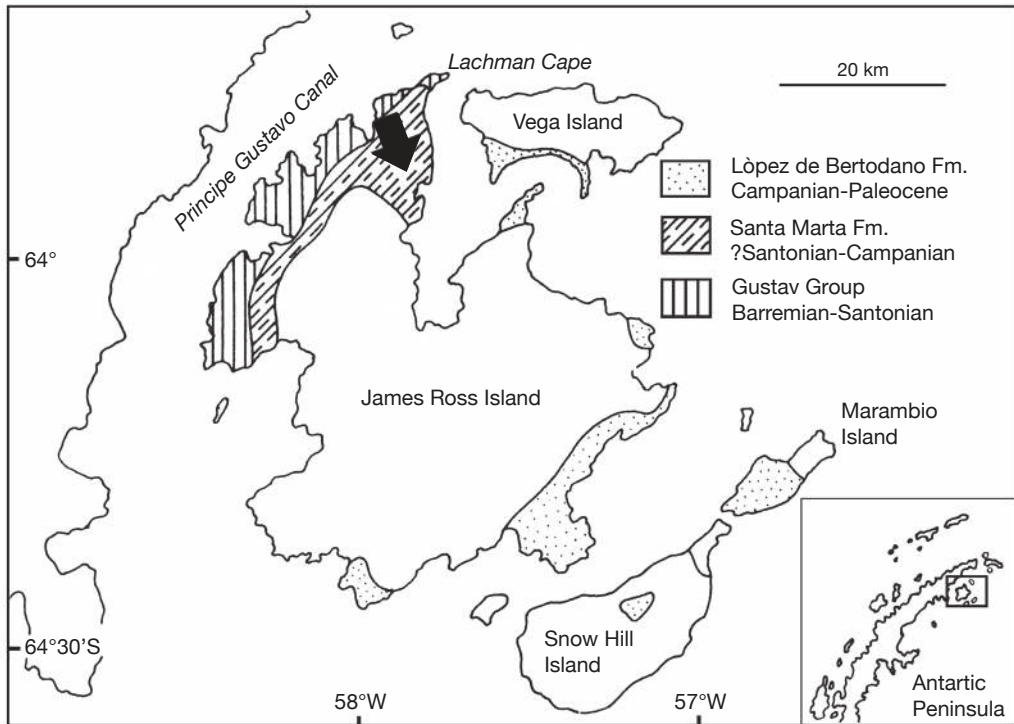 Lachman Cape
20 km
Principe Gustavo Canal
Vega Island
Lòpez de Bertodano Fm.
Campanian-Paleocene
Santa Marta Fm.
?Santonian-Campanian
64°
Gustav Group
Barremian-Santonian
James Ross Island
Marambio
Island
Snow Hill
Island
64°30'S
58°W
57°W
Antartic
Peninsula